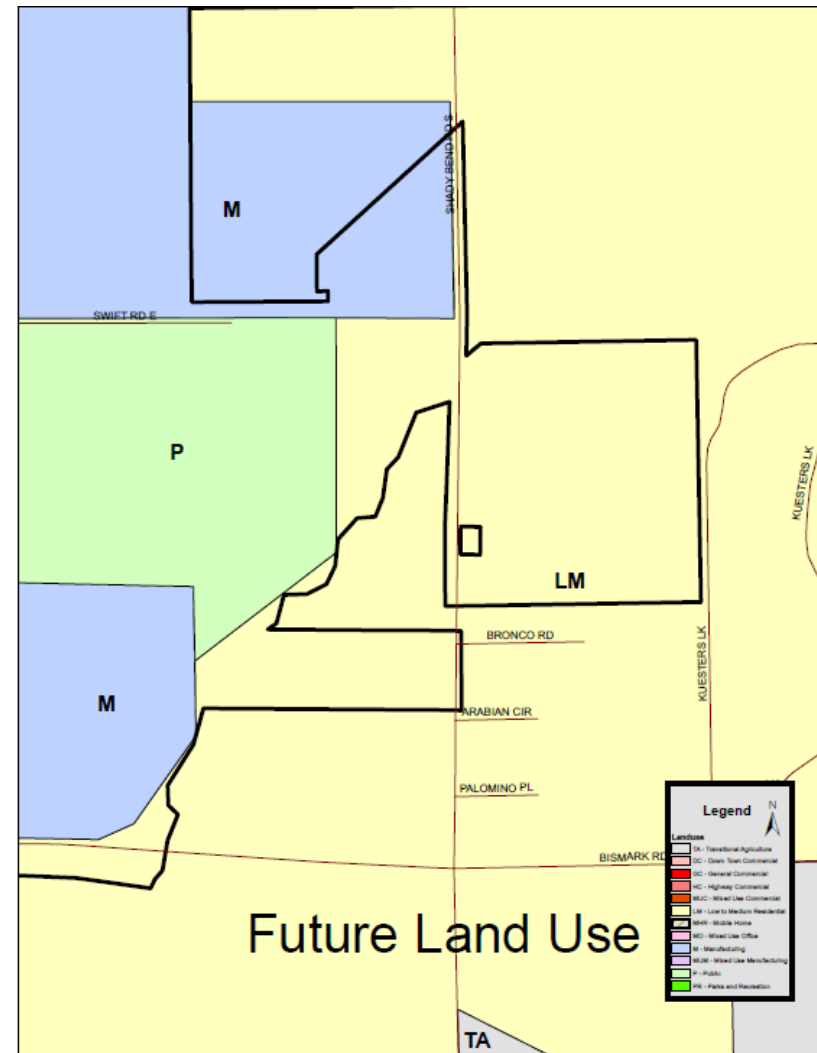 M
SHADY BEND RD S
SWIFT RD E
P
KUESTERS LK
LM
BRONCO RD
KUESTERS LK
M
ARABIAN CIR
PALOMINO PL
BISMARK RD
Legend
N
Landuse
TA - Transitional Agriculture
DC - Down Town Commercial
GC - General Commercial
HC - Highway Commercial
MUC - Mixed Use Commercial
LM - Low to Medium Residential
MHR - Mobile Home
MO - Mixed Use Office
M - Manufacturing
MUM - Mixed Use Manufacturing
P - Public
PR - Parks and Recreation
Future Land Use
TA